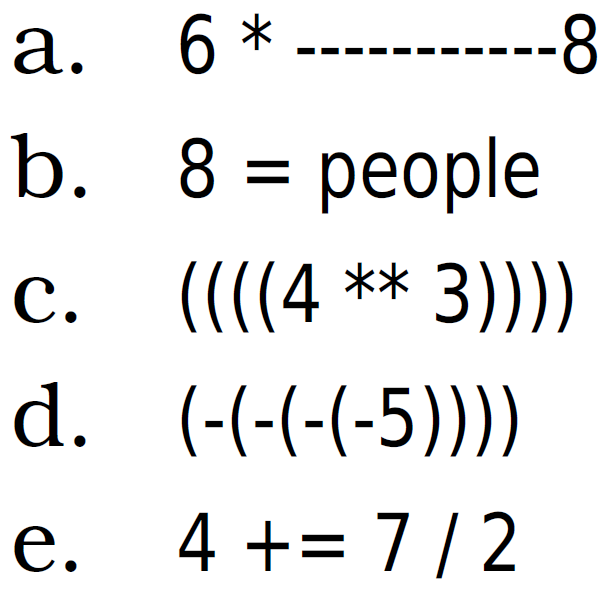 a. 6 * -----------8
b. 8 = people
c. ((((4 ** 3))))
d. (-(-(-(-5))))
e. 4 += 7 / 2